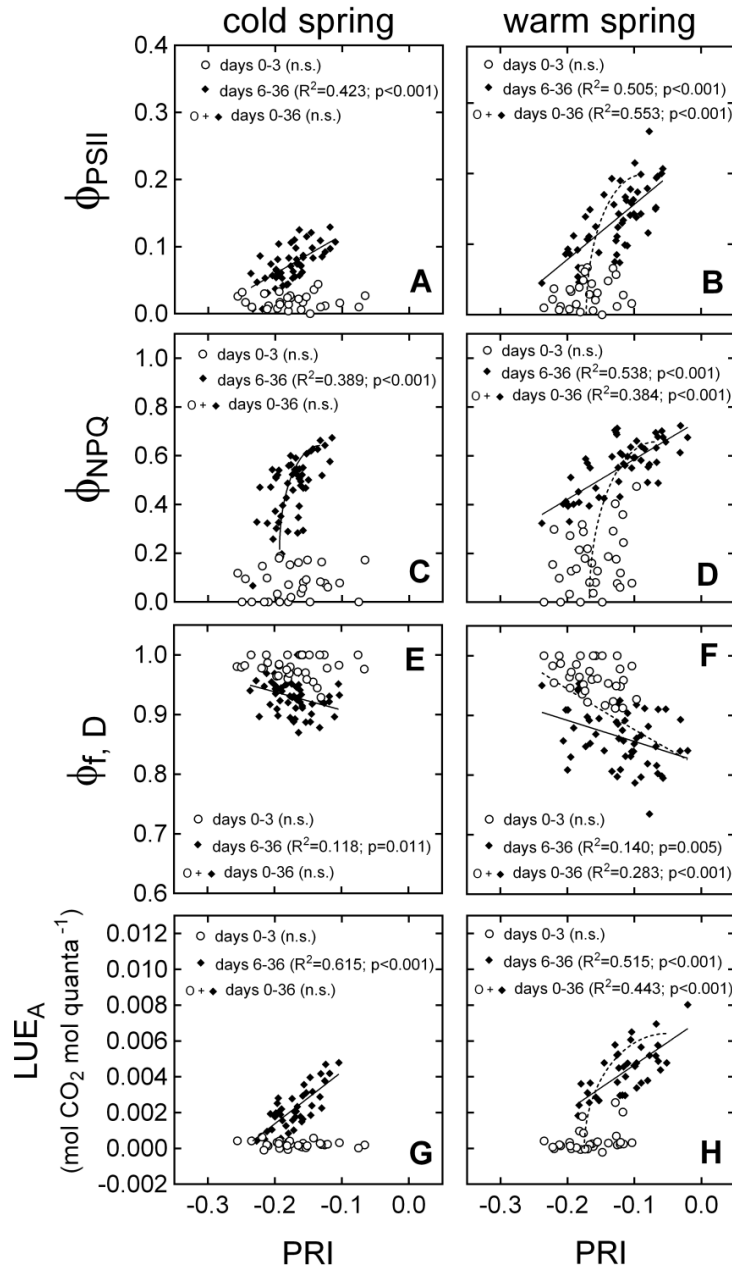 cold spring
warm spring
ϕPSII
0.4
0.3
0.2
0.1
0.0
○ days 0-3 (n.s.)
◆ days 6-36 (R²=0.423; p<0.001)
○ + ◆ days 0-36 (n.s.)
A
○ days 0-3 (n.s.)
◆ days 6-36 (R²= 0.505; p<0.001)
○ + ◆ days 0-36 (R²=0.553; p<0.001)
B
ϕNPQ
1.0
0.8
0.6
0.4
0.2
0.0
○ days 0-3 (n.s.)
◆ days 6-36 (R²=0.389; p<0.001)
○ + ◆ days 0-36 (n.s.)
C
○ days 0-3 (n.s.)
◆ days 6-36 (R²=0.538; p<0.001)
○ + ◆ days 0-36 (R²=0.384; p<0.001)
D
ϕf, D
1.0
0.9
0.8
0.7
0.6
E
○ days 0-3 (n.s.)
◆ days 6-36 (R²=0.118; p=0.011)
○ + ◆ days 0-36 (n.s.)
F
○ days 0-3 (n.s.)
◆ days 6-36 (R²=0.140; p=0.005)
○ + ◆ days 0-36 (R²=0.283; p<0.001)
LUEA
(mol CO₂ mol quanta⁻¹)
0.012
0.010
0.008
0.006
0.004
0.002
0.000
-0.002
○ days 0-3 (n.s.)
◆ days 6-36 (R²=0.615; p<0.001)
○ + ◆ days 0-36 (n.s.)
G
○ days 0-3 (n.s.)
◆ days 6-36 (R²=0.515; p<0.001)
○ + ◆ days 0-36 (R²=0.443; p<0.001)
H
-0.3 -0.2 -0.1 0.0
-0.3 -0.2 -0.1 0.0
PRI
PRI